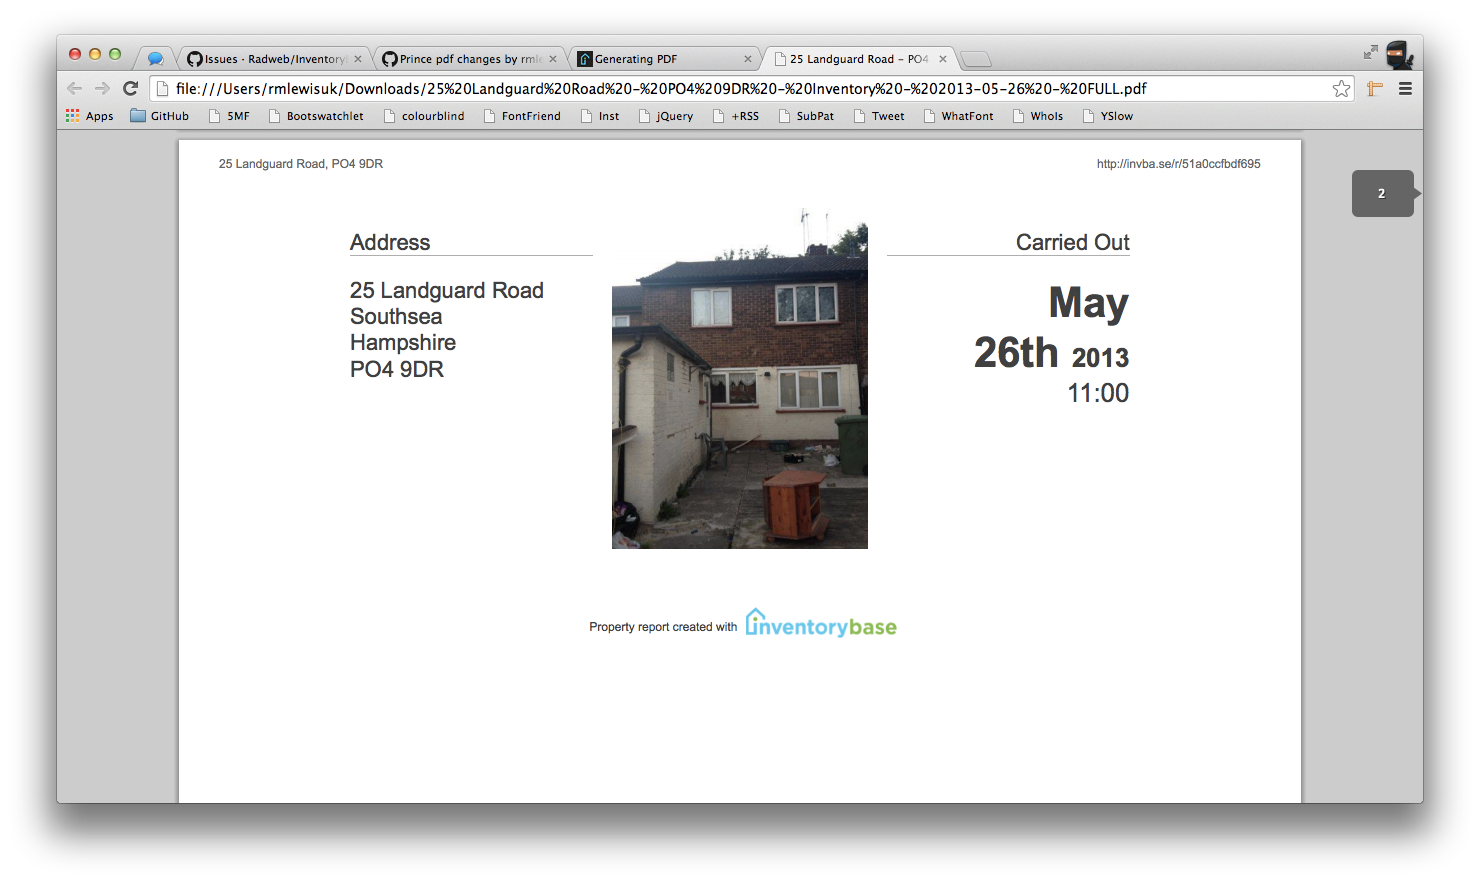 Issues · Radweb/Inventory
Prince pdf changes by rmle
Generating PDF
25 Landguard Road – PO4
file:///Users/rmlewisuk/Downloads/25%20Landguard%20Road%20-%20PO4%209DR%20-%20Inventory%20-%202013-05-26%20-%20FULL.pdf
Apps
GitHub
5MF
Bootswatchlet
colourblind
FontFriend
Inst
jQuery
+RSS
SubPat
Tweet
WhatFont
WhoIs
YSlow
25 Landguard Road, PO4 9DR
http://invba.se/r/51a0ccfbdf695
2
Address
25 Landguard Road
Southsea
Hampshire
PO4 9DR
Carried Out
May
26th 2013
11:00
Property report created with inventorybase